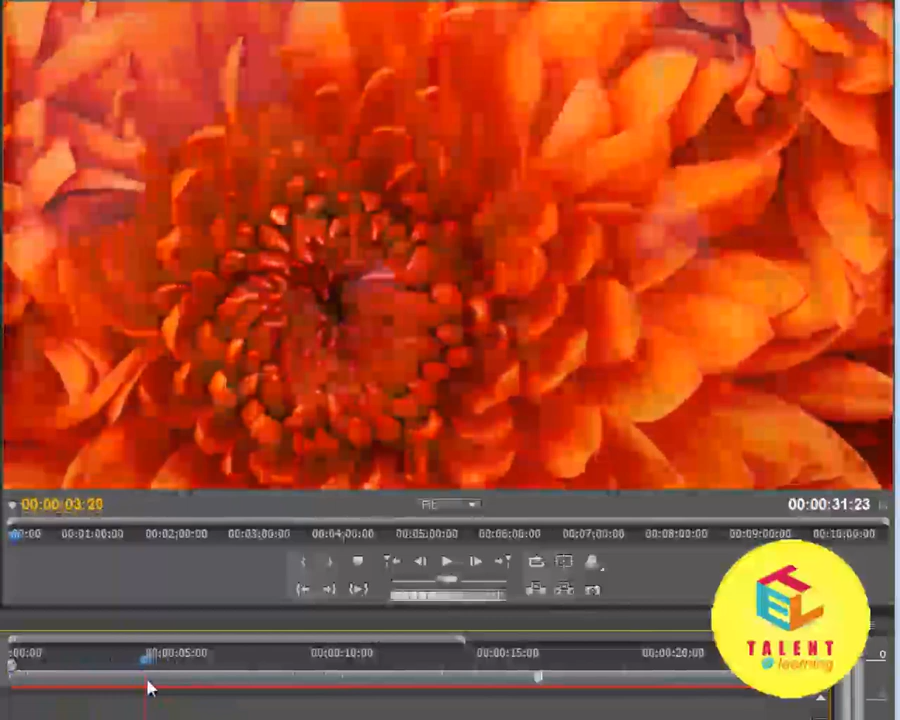 00:00:03:20 Fit 00:00:31:23
00:00 00:01:00:00 00:02:00:00 00:03:00:00 00:04:00:00 00:05:00:00 00:06:00:00 00:07:00:00 00:08:00:00 00:09:00:00 00:10:00:00
:00:00 00:00:05:00 00:00:10:00 00:00:15:00 00:00:20:00
0
TEL
TALENT
e learning